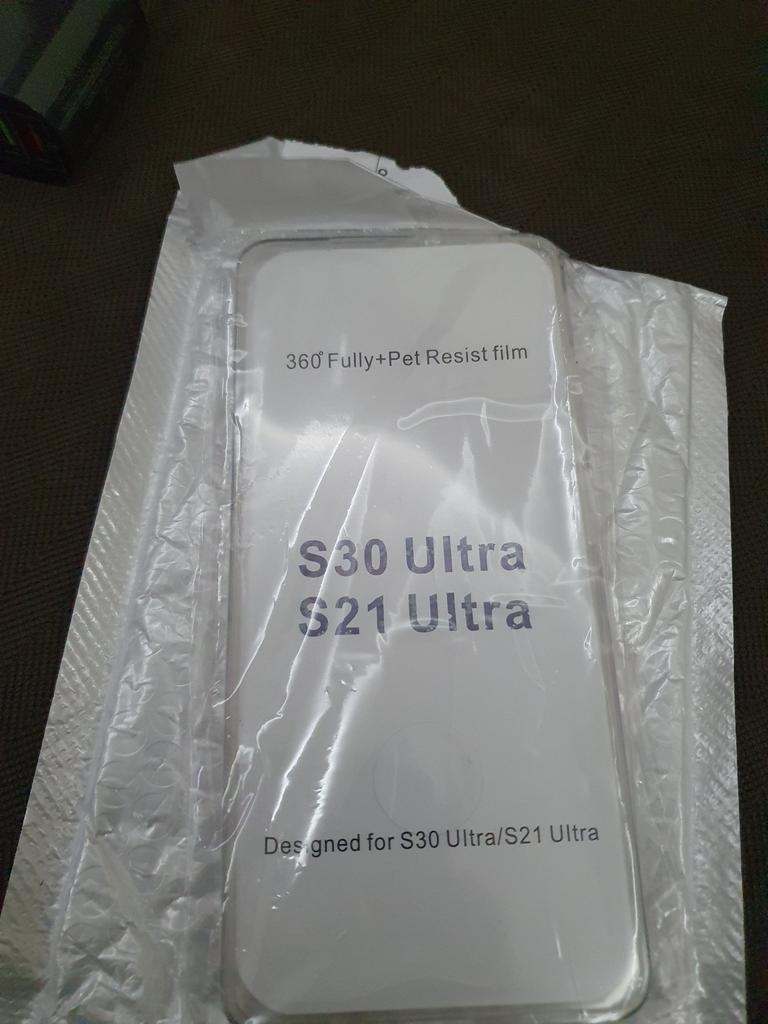 360° Fully+Pet Resist film
S30 Ultra
S21 Ultra
Designed for S30 Ultra/S21 Ultra